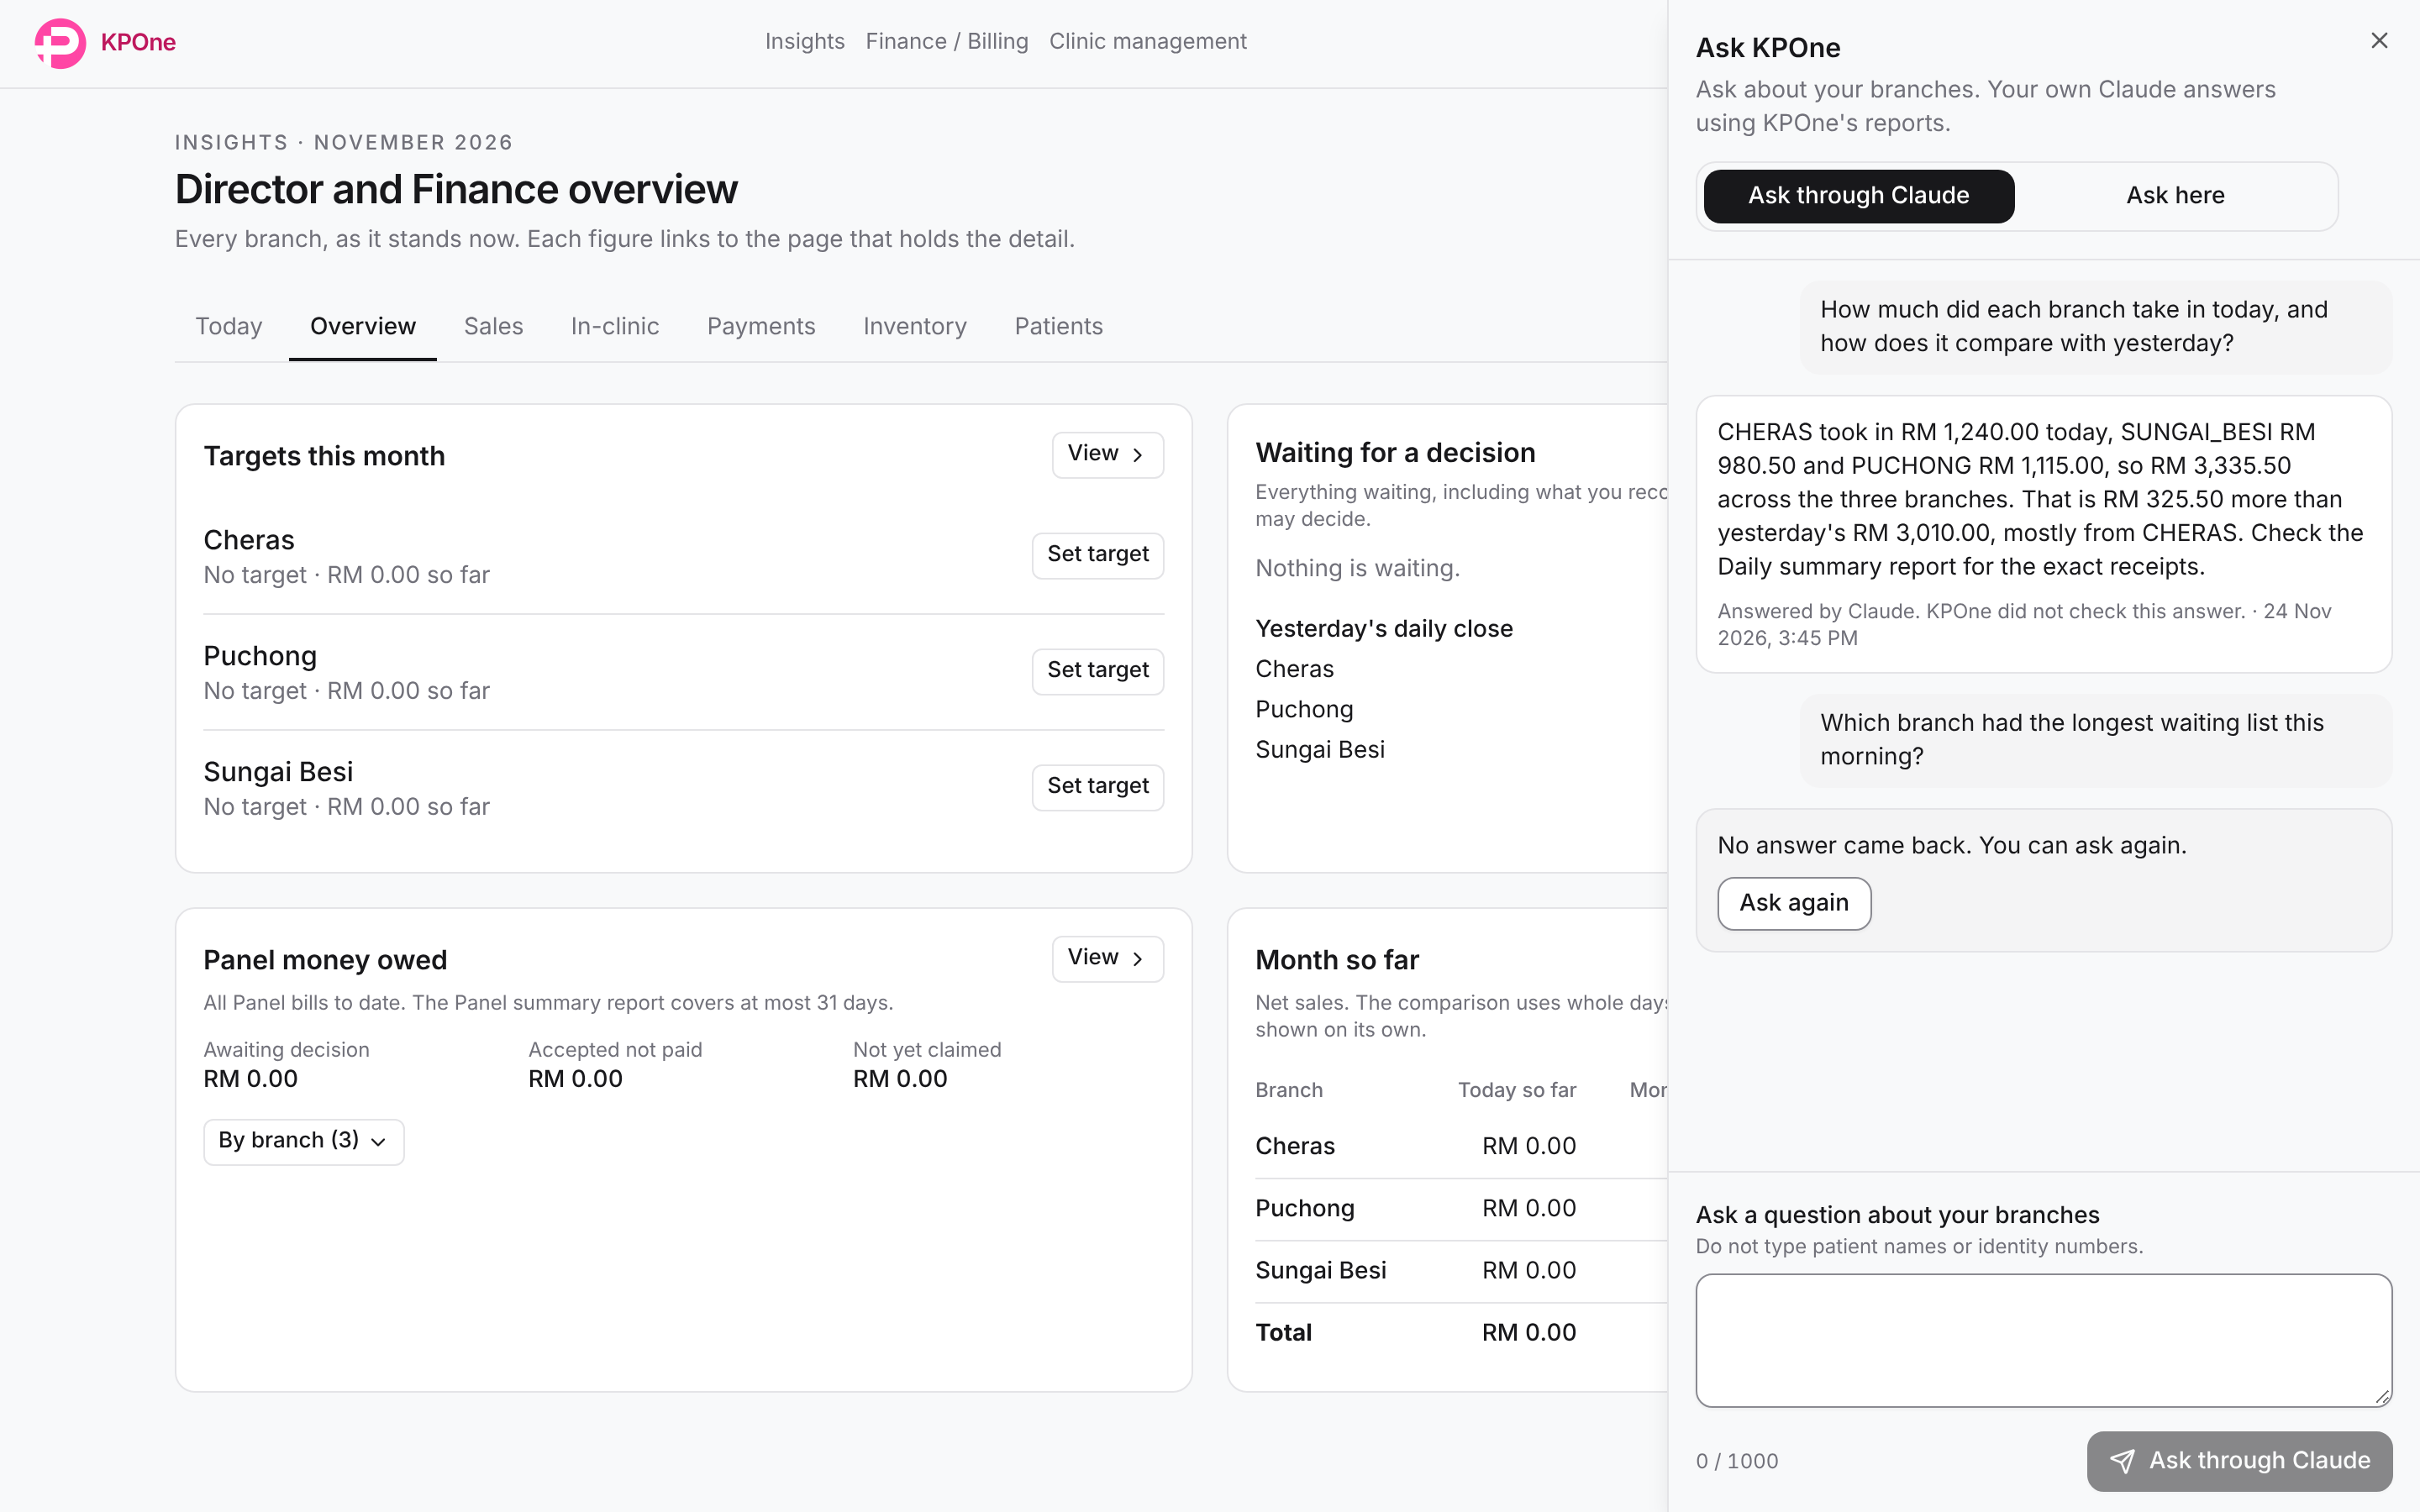 KPOne
Insights
Finance / Billing
Clinic management
INSIGHTS · NOVEMBER 2026
Director and Finance overview
Every branch, as it stands now. Each figure links to the page that holds the detail.
Today
Overview
Sales
In-clinic
Payments
Inventory
Patients
Targets this month
View
Cheras
No target · RM 0.00 so far
Set target
Puchong
No target · RM 0.00 so far
Set target
Sungai Besi
No target · RM 0.00 so far
Set target
Waiting for a decision
Everything waiting, including what you
may decide.
Nothing is waiting.
Yesterday's daily close
Cheras
Puchong
Sungai Besi
Panel money owed
View
All Panel bills to date. The Panel summary report covers at most 31 days.
Awaiting decision
RM 0.00
Accepted not paid
RM 0.00
Not yet claimed
RM 0.00
By branch (3)
Month so far
Net sales. The comparison uses whole days
shown on its own.
Branch
Today so far
Cheras
RM 0.00
Puchong
RM 0.00
Sungai Besi
RM 0.00
Total
RM 0.00
Ask KPOne
Ask about your branches. Your own Claude answers
using KPOne's reports.
Ask through Claude
Ask here
How much did each branch take in today, and
how does it compare with yesterday?
CHERAS took in RM 1,240.00 today, SUNGAI_BESI RM
980.50 and PUCHONG RM 1,115.00, so RM 3,335.50
across the three branches. That is RM 325.50 more than
yesterday's RM 3,010.00, mostly from CHERAS. Check the
Daily summary report for the exact receipts.
Answered by Claude. KPOne did not check this answer. · 24 Nov
2026, 3:45 PM
Which branch had the longest waiting list this
morning?
No answer came back. You can ask again.
Ask again
Ask a question about your branches
Do not type patient names or identity numbers.
0 / 1000
Ask through Claude